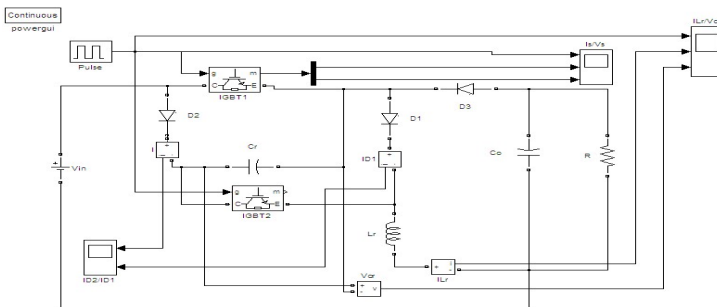 Continuous
powergui
Pulse
Is/Vs
ILr/Vcr
g
m
C
E
IGBT1
D2
D1
D3
Vin
I
Cr
ID1
Co
R
g
m
C
E
IGBT2
Lr
ID2/ID1
Vcr
v
i
ILr